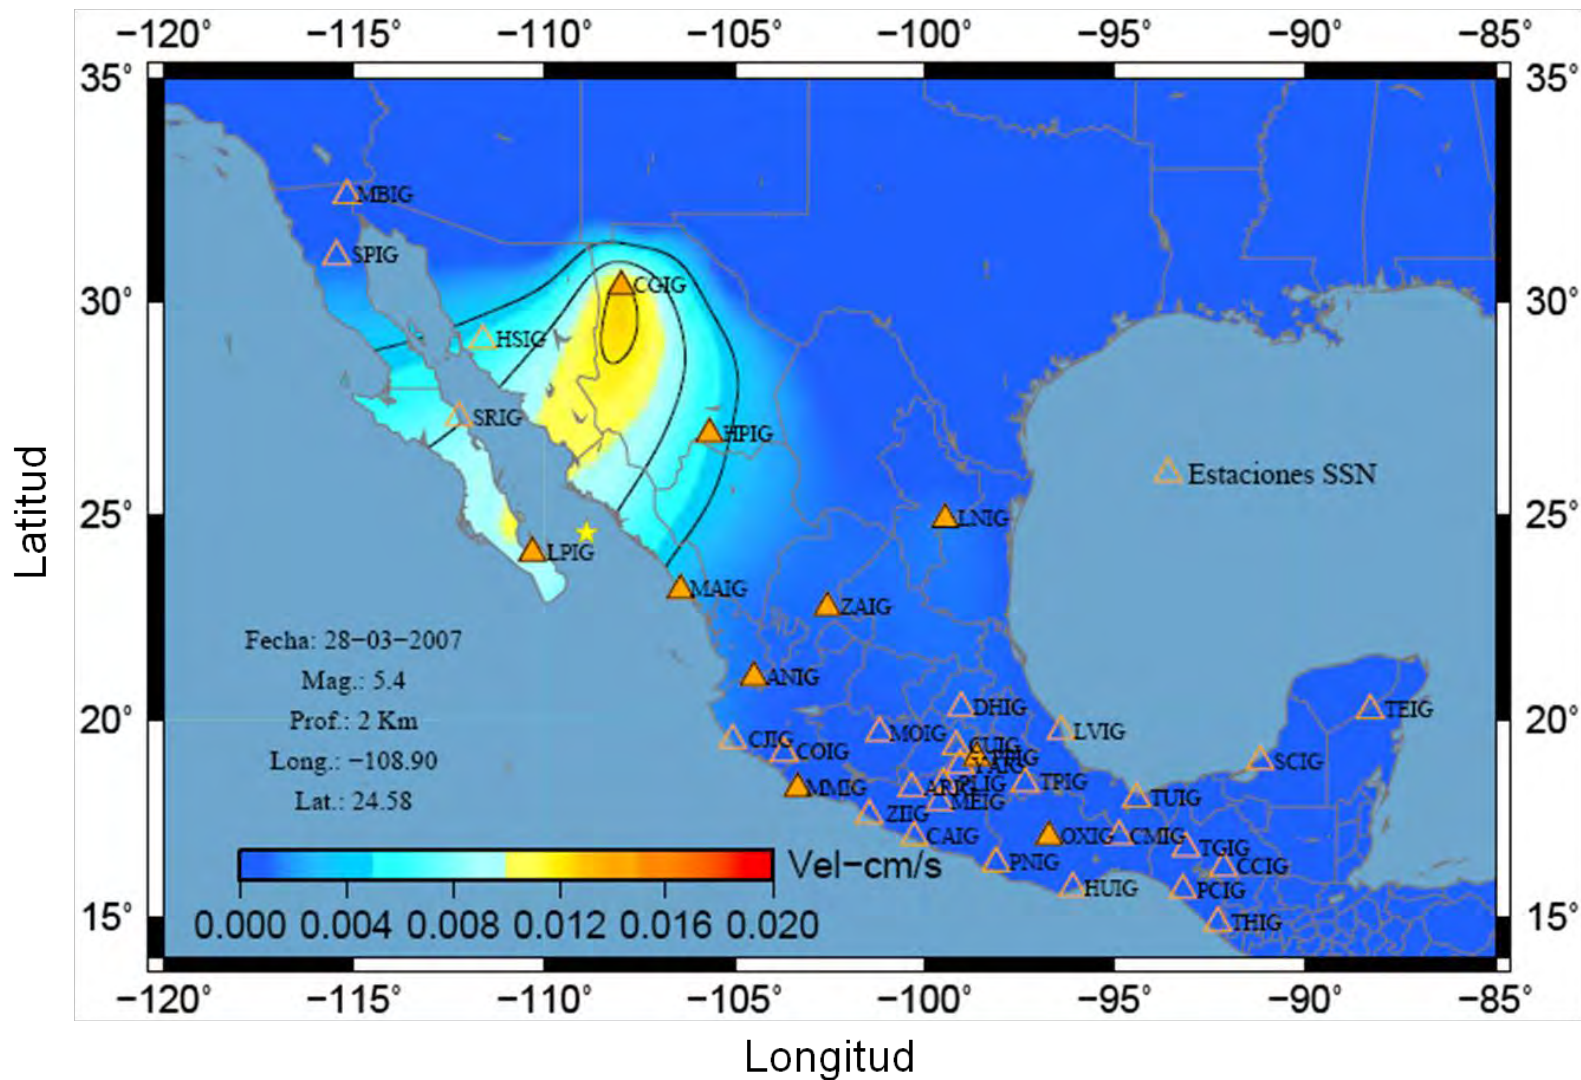 −120° −115° −110° −105° −100° −95° −90° −85°
35° 35°
MBIG
SPIG
CGIG
30° 30°
HSIG
SRIG
HPIG
Estaciones SSN
25° 25°
LNIG
LPIG
MAIG
ZAIG
Fecha: 28−03−2007
Mag.: 5.4
ANIG
DHIG
TEIG
Prof.: 2 Km
20° 20°
MOIG
LVIG
CJIG
COIG
CUIG
PPIG
Long.: −108.90
SCIG
MMIG
TPIG
Lat.: 24.58
TUIG
MEIG
ZIIG
CAIG
OXIG
CMIG
TGIG
Vel−cm/s
PNIG
CCIG
HUIG
PCIG
0.000 0.004 0.008 0.012 0.016 0.020
15° 15°
THIG
−120° −115° −110° −105° −100° −95° −90° −85°
Latitud
Longitud